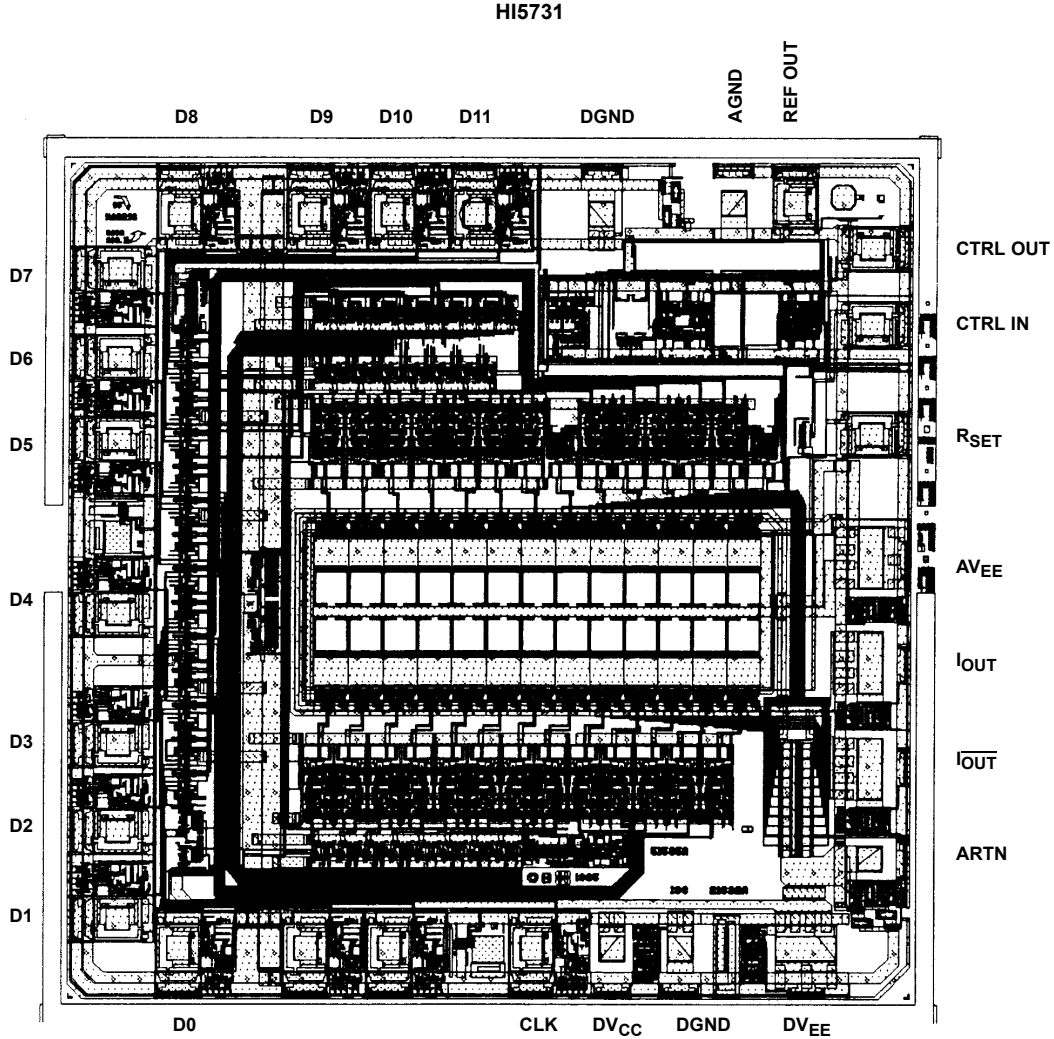 HI5731
D8 D9 D10 D11 DGND AGND REF OUT
D7
CTRL OUT
CTRL IN
D6
D5
RSET
AVEE
D4
IOUT
D3
I̅O̅U̅T̅
D2
ARTN
D1
D0 CLK DVCC DGND DVEE